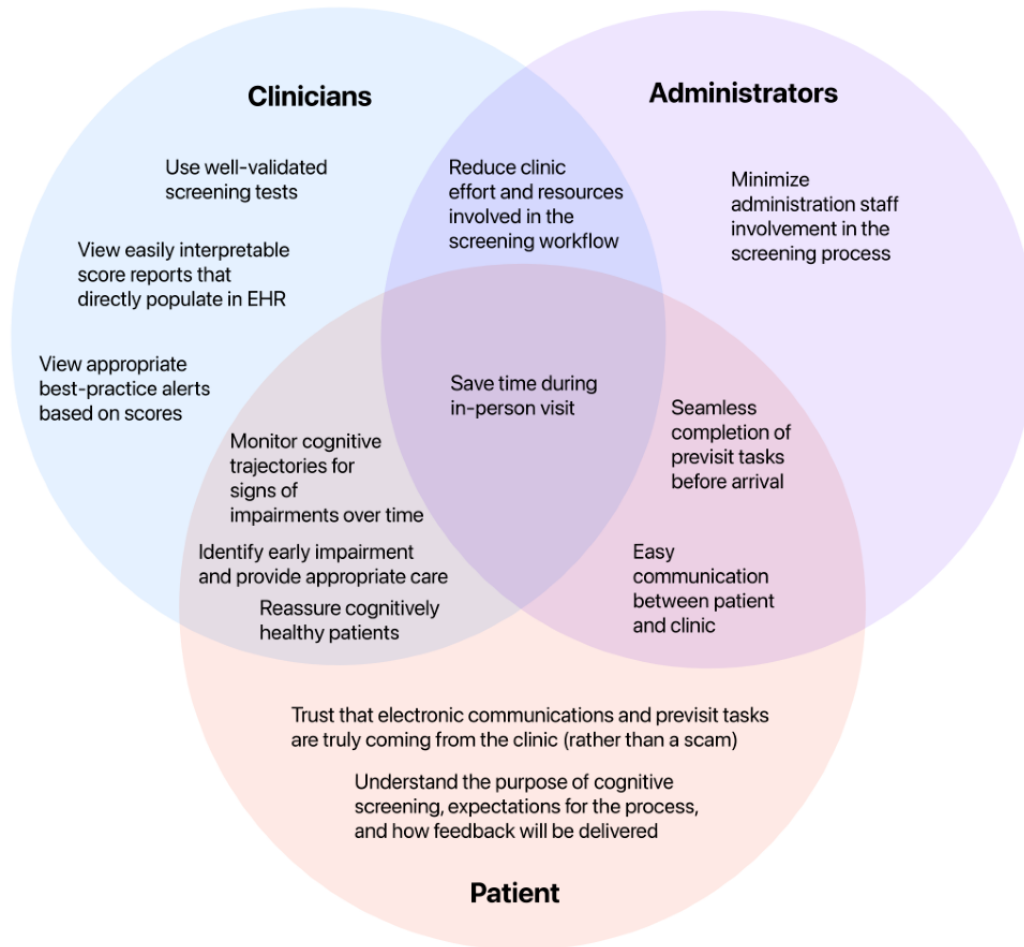 Clinicians
Administrators
Use well-validated
screening tests
View easily interpretable
score reports that
directly populate in EHR
View appropriate
best-practice alerts
based on scores
Reduce clinic
effort and resources
involved in the
screening workflow
Minimize
administration staff
involvement in the
screening process
Save time during
in-person visit
Seamless
completion of
previsit tasks
before arrival
Monitor cognitive
trajectories for
signs of
impairments over time
Identify early impairment
and provide appropriate care
Reassure cognitively
healthy patients
Easy
communication
between patient
and clinic
Trust that electronic communications and previsit tasks
are truly coming from the clinic (rather than a scam)
Understand the purpose of cognitive
screening, expectations for the process,
and how feedback will be delivered
Patient